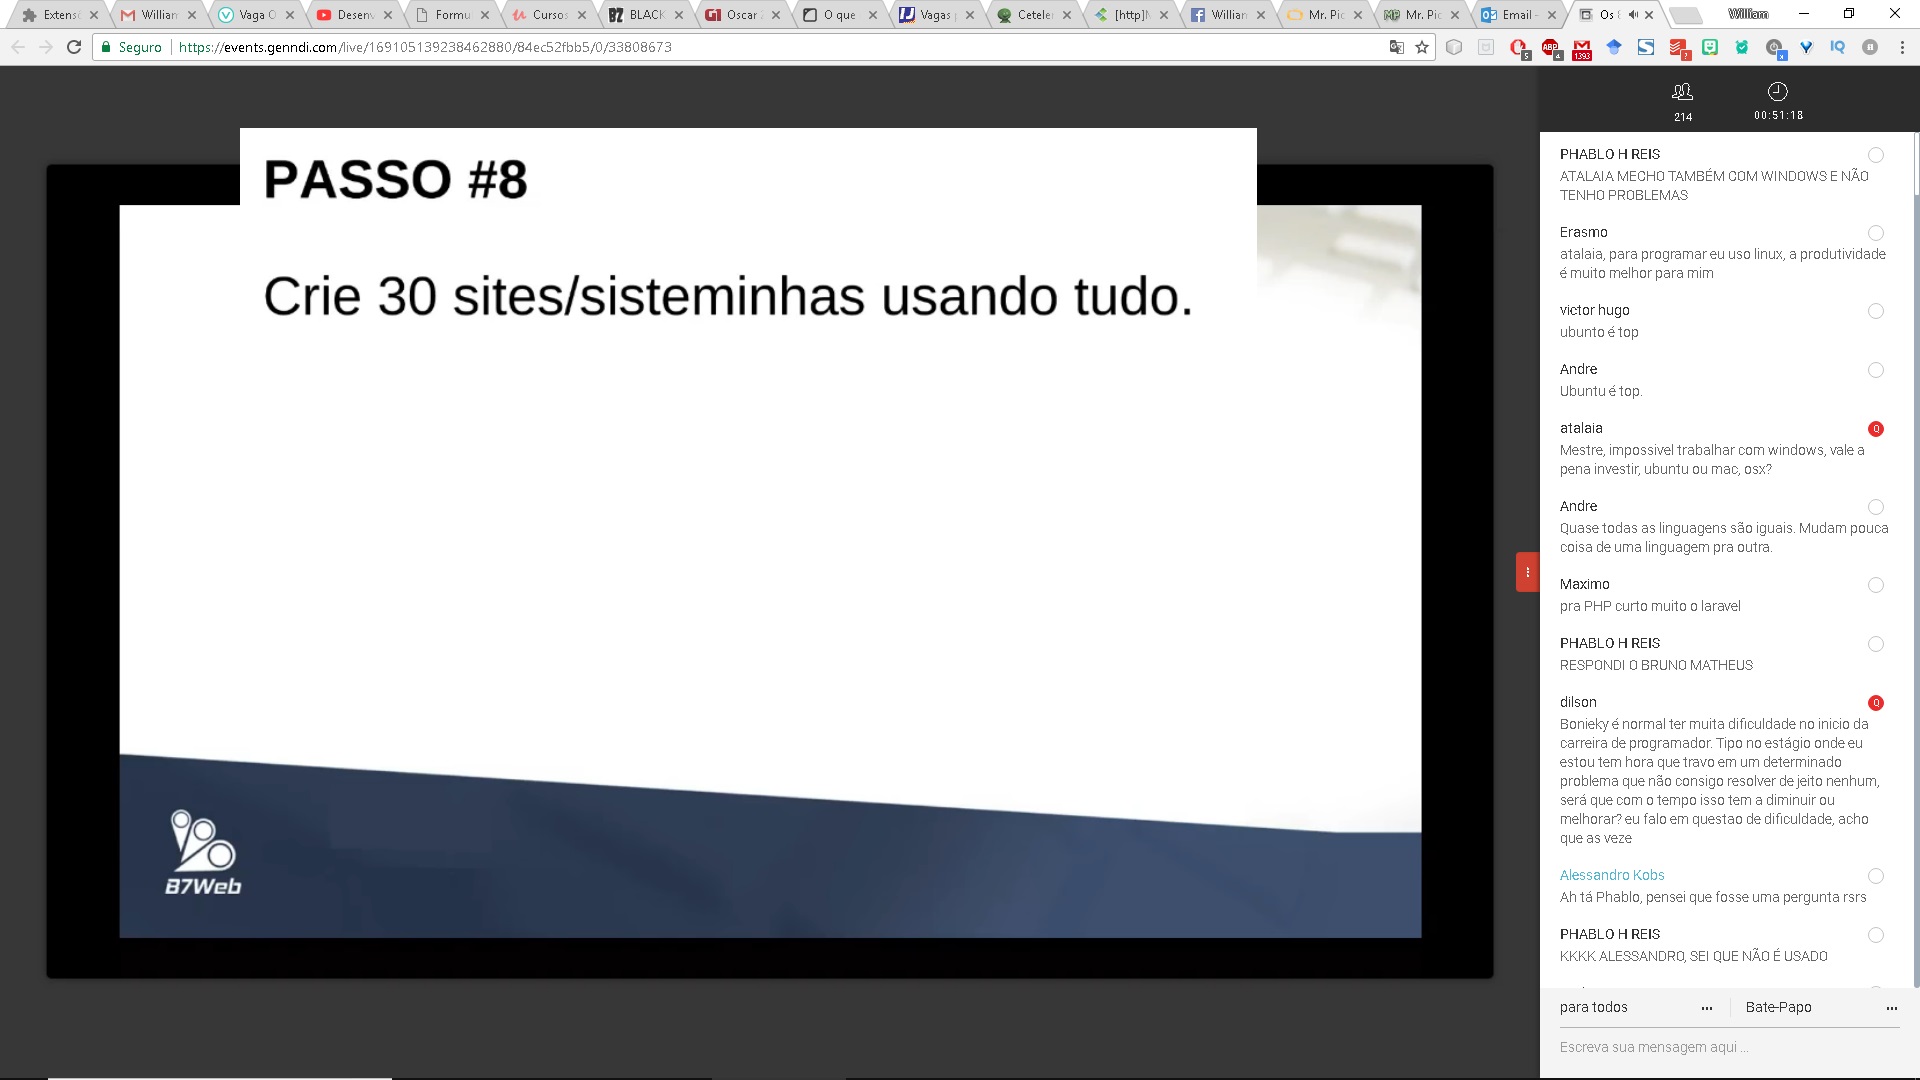 Extens
William
Vaga O
Desenv
Formu
Cursos
BLACK
Oscar
O que
Vagas
Cetele
[http]
William
Mr. Pic
Mr. Pic
Email -
Os
William
Seguro
https://events.genndi.com/live/169105139238462880/84ec52fbb5/0/33808673
1393
214
00:51:18
PASSO #8
Crie 30 sites/sisteminhas usando tudo.
B7Web
PHABLO H REIS
ATALAIA MECHO TAMBÉM COM WINDOWS E NÃO
TENHO PROBLEMAS
Erasmo
atalaia, para programar eu uso linux, a produtividade
é muito melhor para mim
victor hugo
ubunto é top
Andre
Ubuntu é top.
atalaia
Q
Mestre, impossivel trabalhar com windows, vale a
pena investir, ubuntu ou mac, osx?
Andre
Quase todas as linguagens são iguais. Mudam pouca
coisa de uma linguagem pra outra.
Maximo
pra PHP curto muito o laravel
PHABLO H REIS
RESPONDI O BRUNO MATHEUS
dilson
Q
Bonieky é normal ter muita dificuldade no inicio da
carreira de programador. Tipo no estágio onde eu
estou tem hora que travo em um determinado
problema que não consigo resolver de jeito nenhum,
será que com o tempo isso tem a diminuir ou
melhorar? eu falo em questao de dificuldade, acho
que as veze
Alessandro Kobs
Ah tá Phablo, pensei que fosse uma pergunta rsrs
PHABLO H REIS
KKKK ALESSANDRO, SEI QUE NÃO É USADO
para todos ...
Bate-Papo ...
Escreva sua mensagem aqui ...